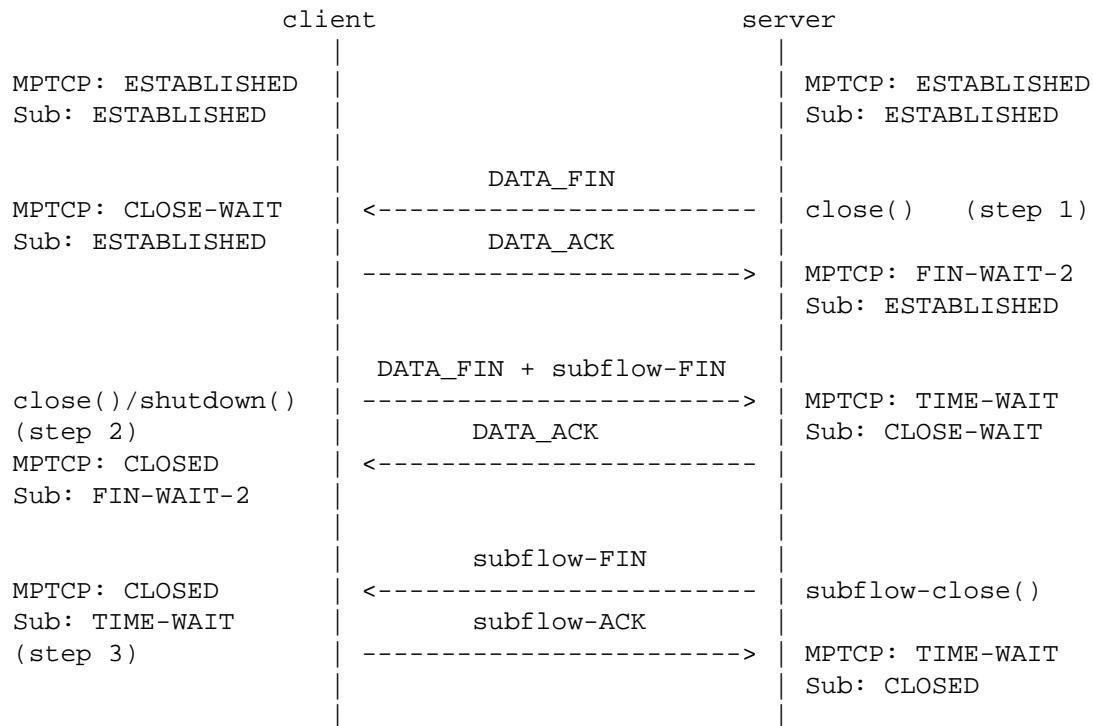 client server
MPTCP: ESTABLISHED MPTCP: ESTABLISHED
Sub: ESTABLISHED Sub: ESTABLISHED
DATA_FIN
MPTCP: CLOSE-WAIT <------------------------ close() (step 1)
Sub: ESTABLISHED DATA_ACK
------------------------> MPTCP: FIN-WAIT-2
Sub: ESTABLISHED
DATA_FIN + subflow-FIN
close()/shutdown() ------------------------> MPTCP: TIME-WAIT
(step 2) DATA_ACK Sub: CLOSE-WAIT
MPTCP: CLOSED <------------------------
Sub: FIN-WAIT-2
subflow-FIN
MPTCP: CLOSED <------------------------ subflow-close()
Sub: TIME-WAIT subflow-ACK
(step 3) ------------------------> MPTCP: TIME-WAIT
Sub: CLOSED